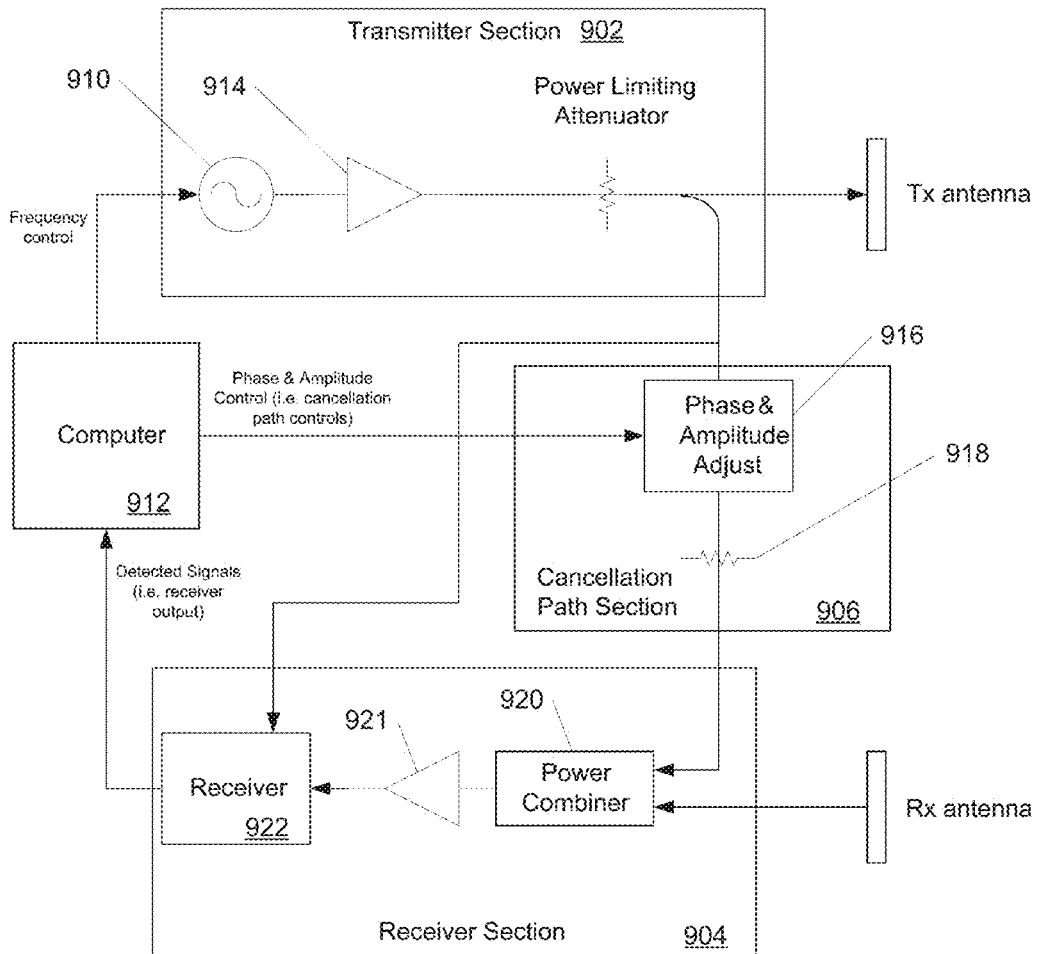 Transmitter Section 902
910
914
Power Limiting
Attenuator
Tx antenna
Frequency
control
916
Phase & Amplitude
Control (i.e. cancellation
path controls)
Phase &
Amplitude
Adjust
Computer
912
918
Detected Signals
(i.e. receiver
output)
Cancellation
Path Section
906
920
921
Receiver
922
Power
Combiner
Rx antenna
Receiver Section
904